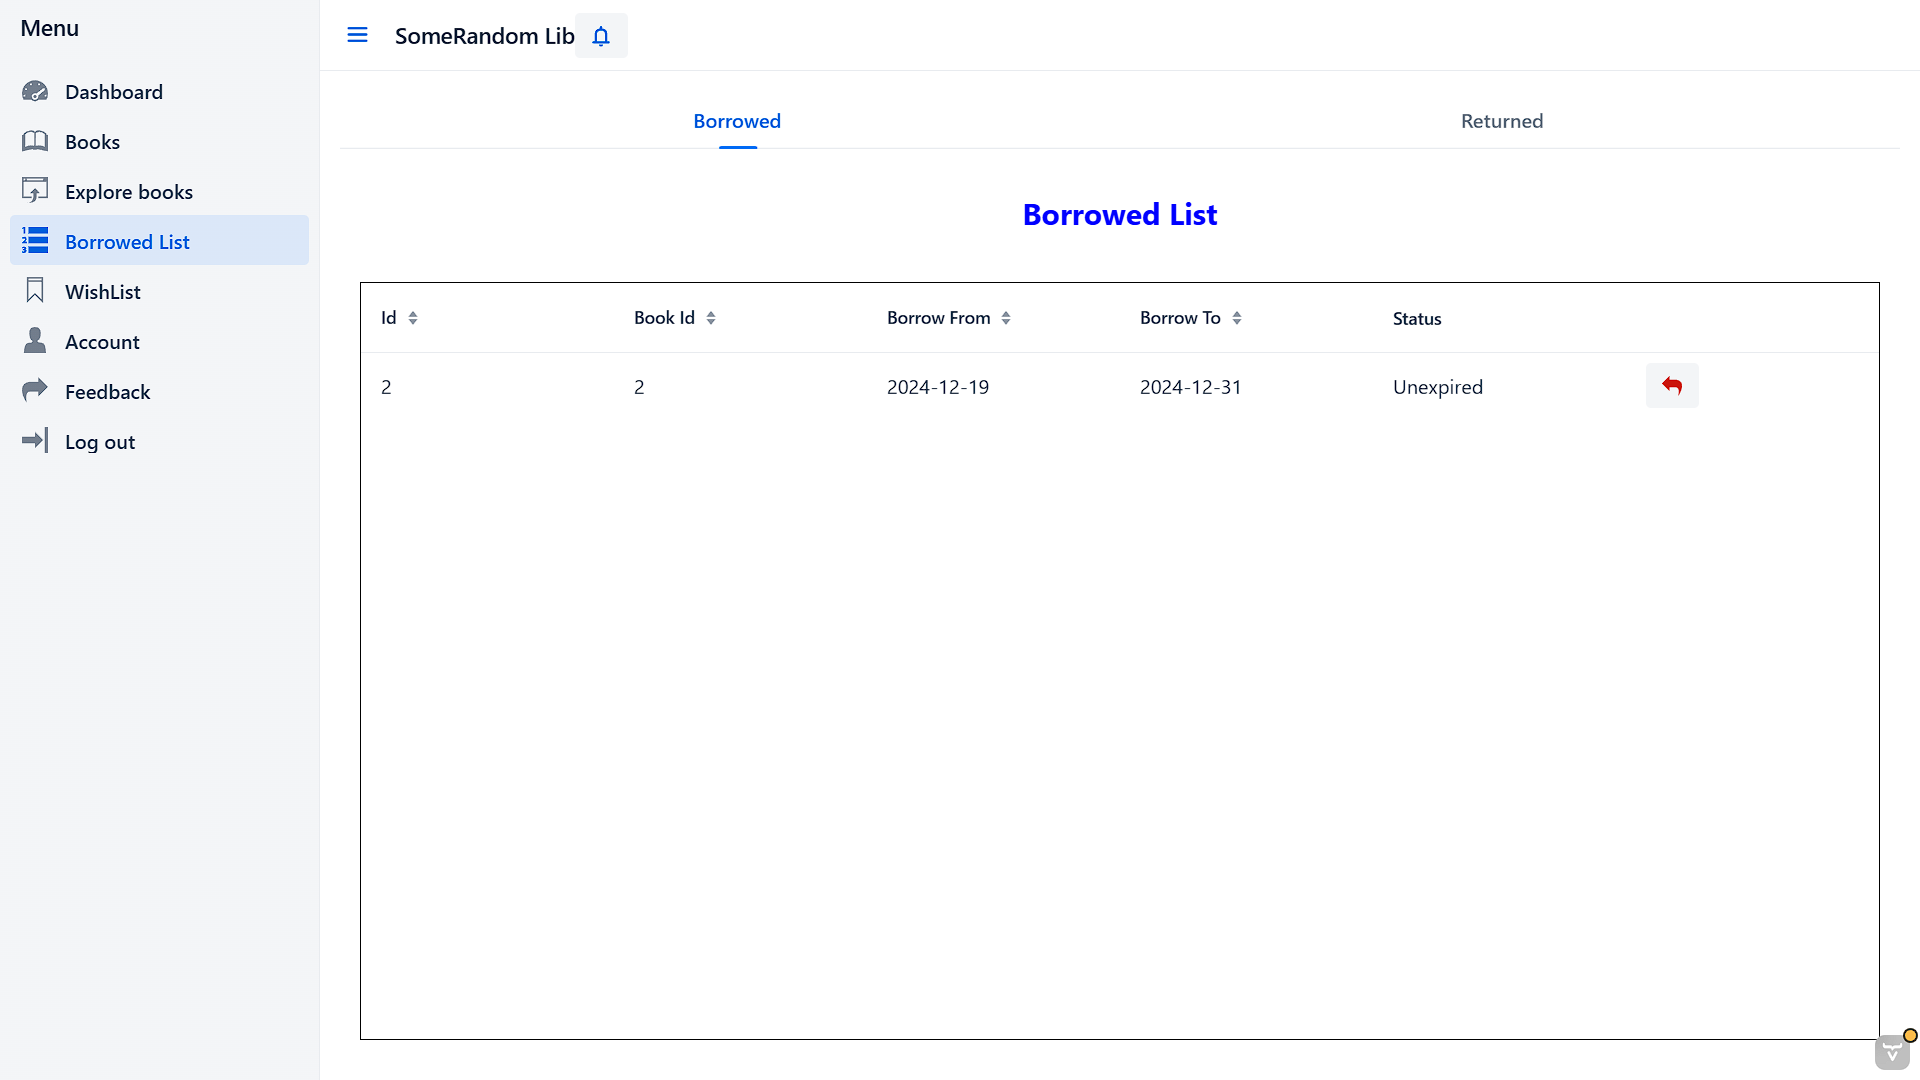 Menu
Dashboard
Books
Explore books
Borrowed List
WishList
Account
Feedback
Log out
SomeRandom Lib
Borrowed
Returned
Borrowed List
Id
Book Id
Borrow From
Borrow To
Status
2
2
2024-12-19
2024-12-31
Unexpired